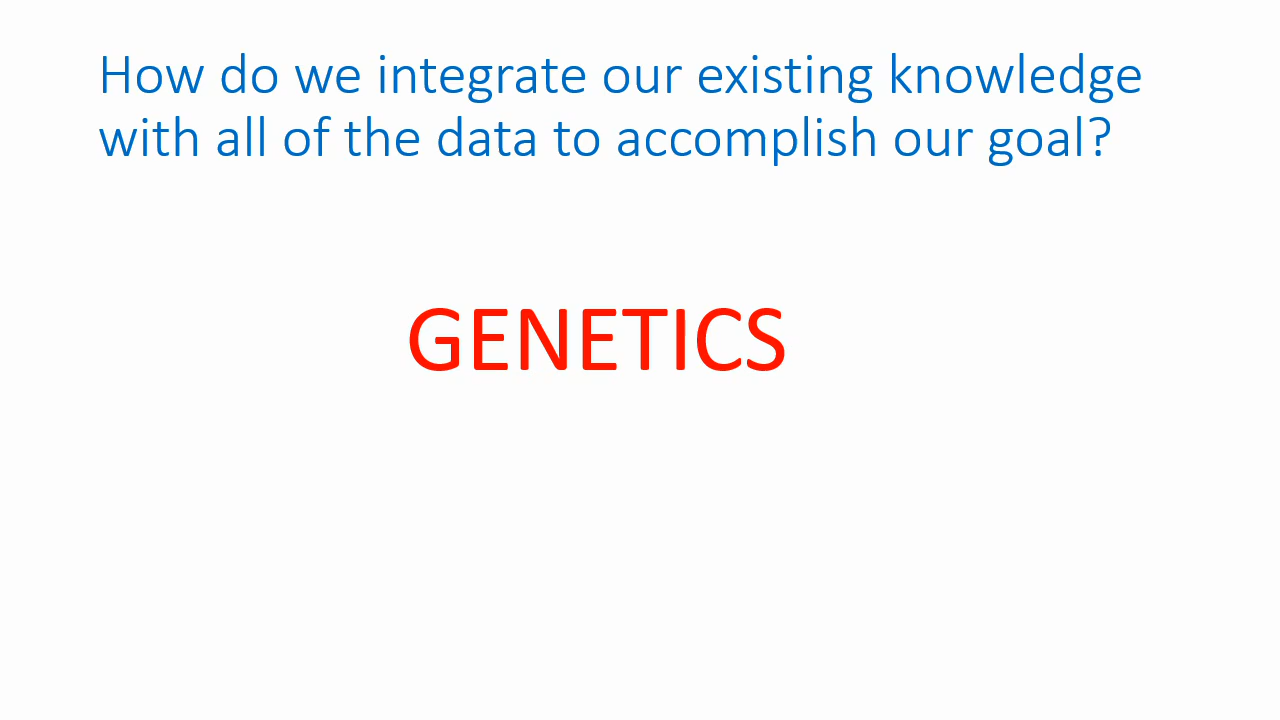 How do we integrate our existing knowledge
with all of the data to accomplish our goal?
GENETICS